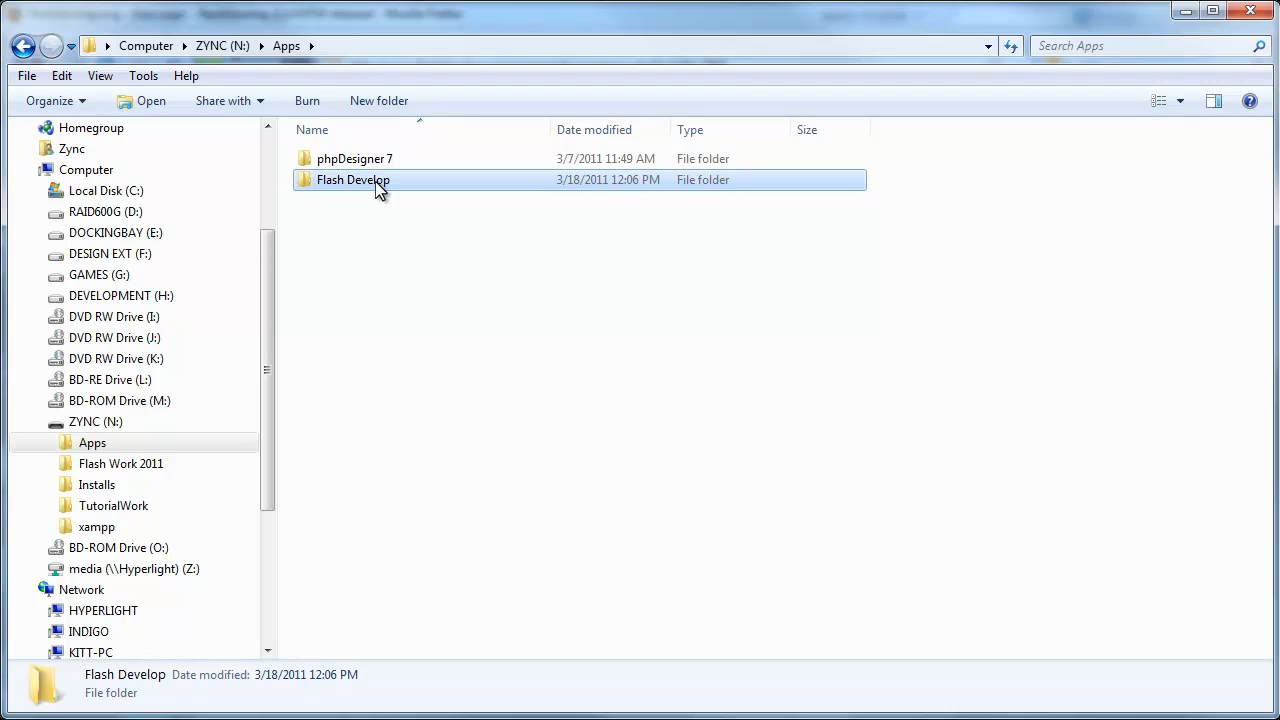 Computer ZYNC (N:) Apps
Search Apps
File Edit View Tools Help
Organize Open Share with Burn New folder
Name Date modified Type Size
phpDesigner 7 3/7/2011 11:49 AM File folder
Flash Develop 3/18/2011 12:06 PM File folder
Homegroup
Zync
Computer
Local Disk (C:)
RAID600G (D:)
DOCKINGBAY (E:)
DESIGN EXT (F:)
GAMES (G:)
DEVELOPMENT (H:)
DVD RW Drive (I:)
DVD RW Drive (J:)
DVD RW Drive (K:)
BD-RE Drive (L:)
BD-ROM Drive (M:)
ZYNC (N:)
Apps
Flash Work 2011
Installs
TutorialWork
xampp
BD-ROM Drive (O:)
media (\\Hyperlight) (Z:)
Network
HYPERLIGHT
INDIGO
KITT-PC
Flash Develop Date modified: 3/18/2011 12:06 PM
File folder